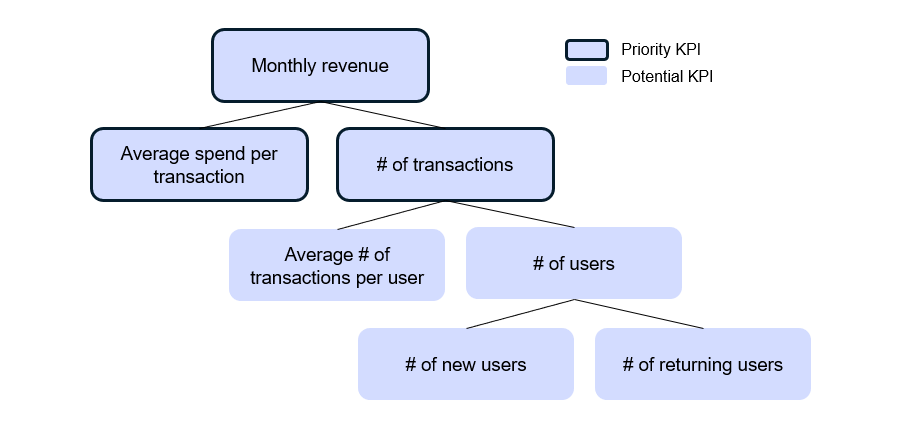 Monthly revenue
Priority KPI
Potential KPI
Average spend per
transaction
# of transactions
Average # of
transactions per user
# of users
# of new users
# of returning users